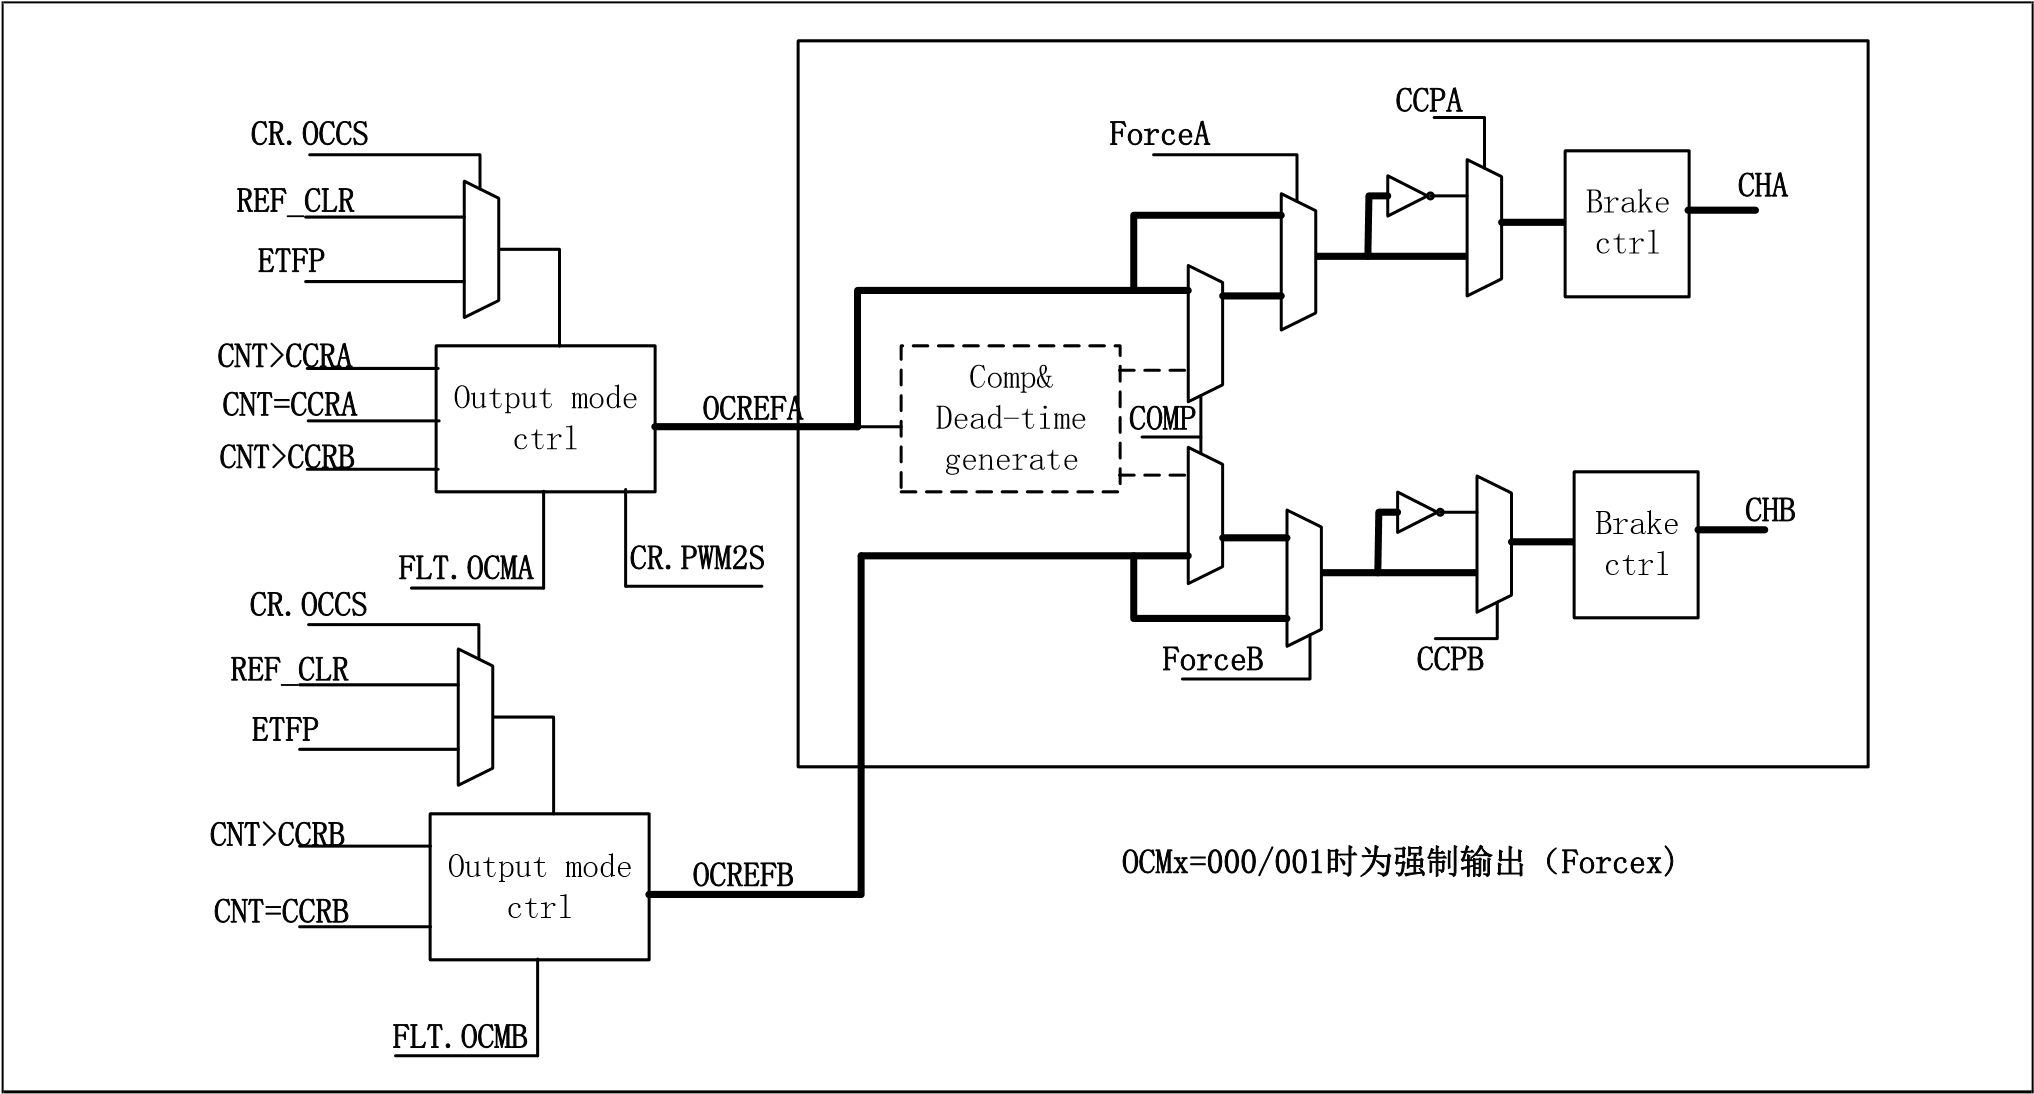 CCPA
CR.OCCS
ForceA
REF_CLR
CHA
Brake
ctrl
ETFP
CNT>CCRA
CNT=CCRA
CNT>CCRB
Output mode
ctrl
OCREFA
Comp&
Dead-time
generate
COMP
FLT.OCMA
CR.PWM2S
Brake
ctrl
CHB
CR.OCCS
REF_CLR
ETFP
ForceB
CCPB
CNT>CCRB
CNT=CCRB
Output mode
ctrl
OCREFB
OCMx=000/001时为强制输出（Forcex）
FLT.OCMB